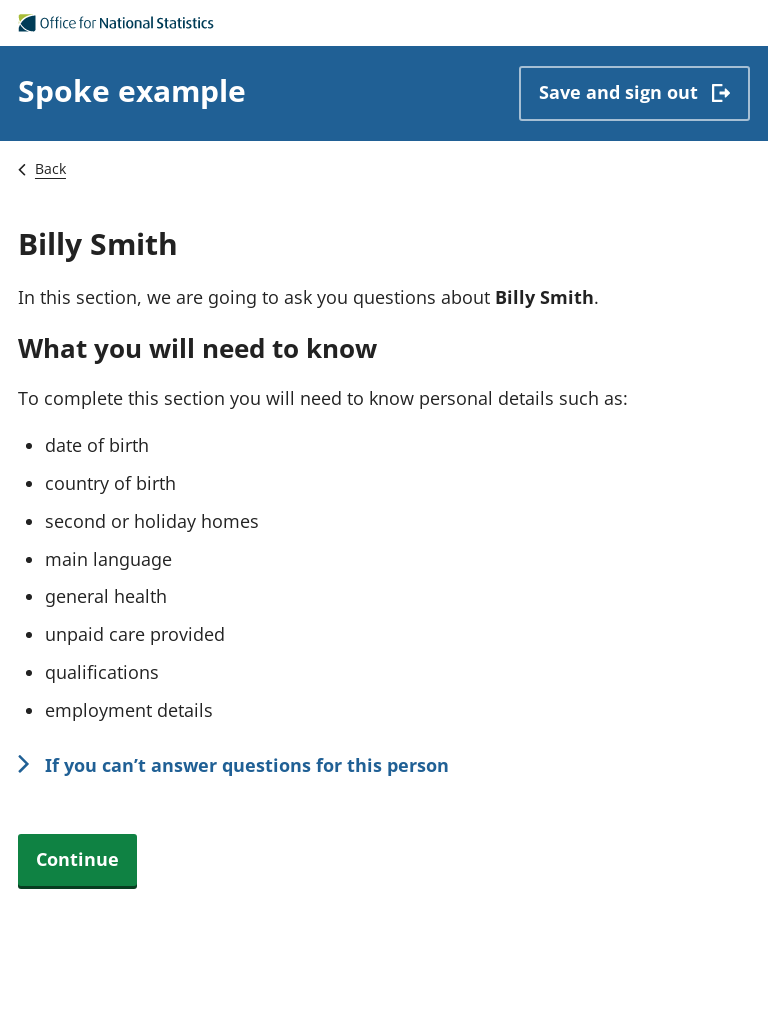 Office for National Statistics
Spoke example
Save and sign out
Back
Billy Smith
In this section, we are going to ask you questions about Billy Smith.
What you will need to know
To complete this section you will need to know personal details such as:
date of birth
country of birth
second or holiday homes
main language
general health
unpaid care provided
qualifications
employment details
If you can’t answer questions for this person
Continue